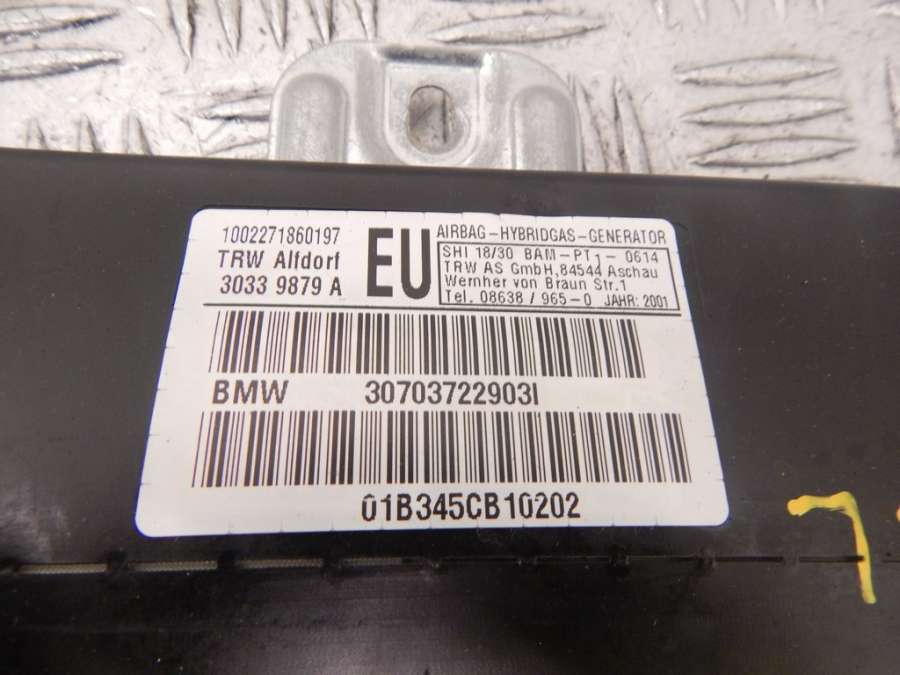 1002271860197
TRW Alfdorf
3033 9879 A
EU
AIRBAG-HYBRIDGAS-GENERATOR
SHI 18/30 BAM-PT1- 0614
TRW AS GmbH,84544 Aschau
Wernher von Braun Str.1
Tel. 08638 / 965-0 JAHR: 2001
BMW 30703722903I
01B345CB10202